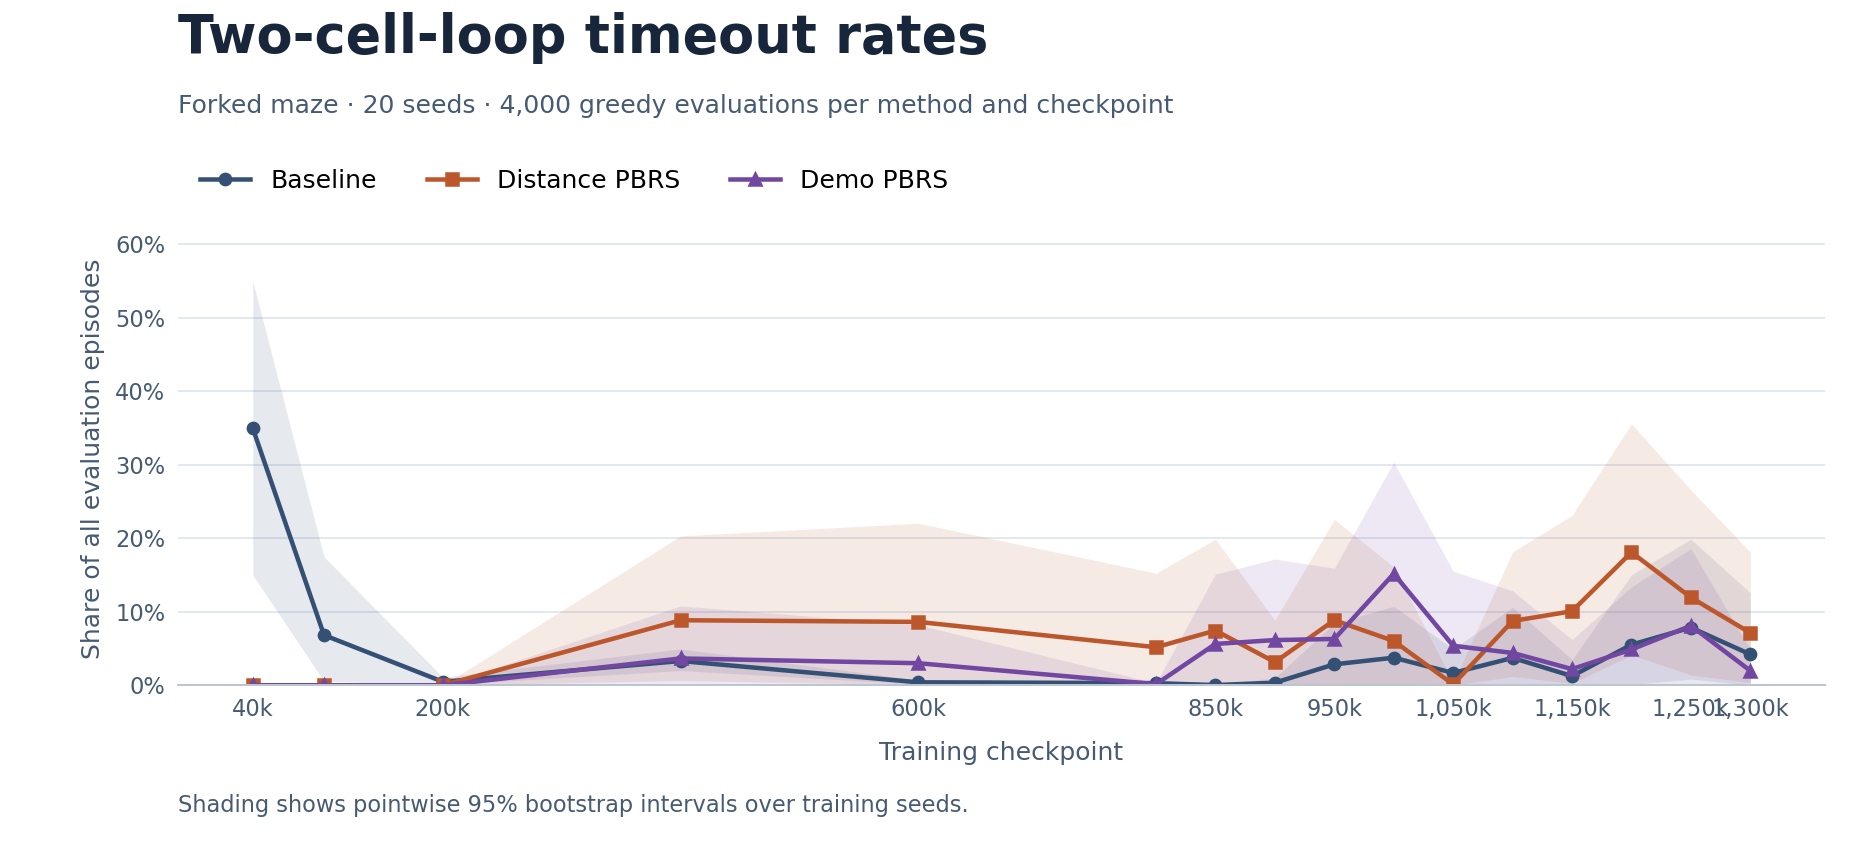 Two-cell-loop timeout rates
Forked maze · 20 seeds · 4,000 greedy evaluations per method and checkpoint
Baseline
Distance PBRS
Demo PBRS
Share of all evaluation episodes
60%
50%
40%
30%
20%
10%
0%
40k
200k
600k
850k
950k
1,050k
1,150k
1,250k
1,300k
Training checkpoint
Shading shows pointwise 95% bootstrap intervals over training seeds.